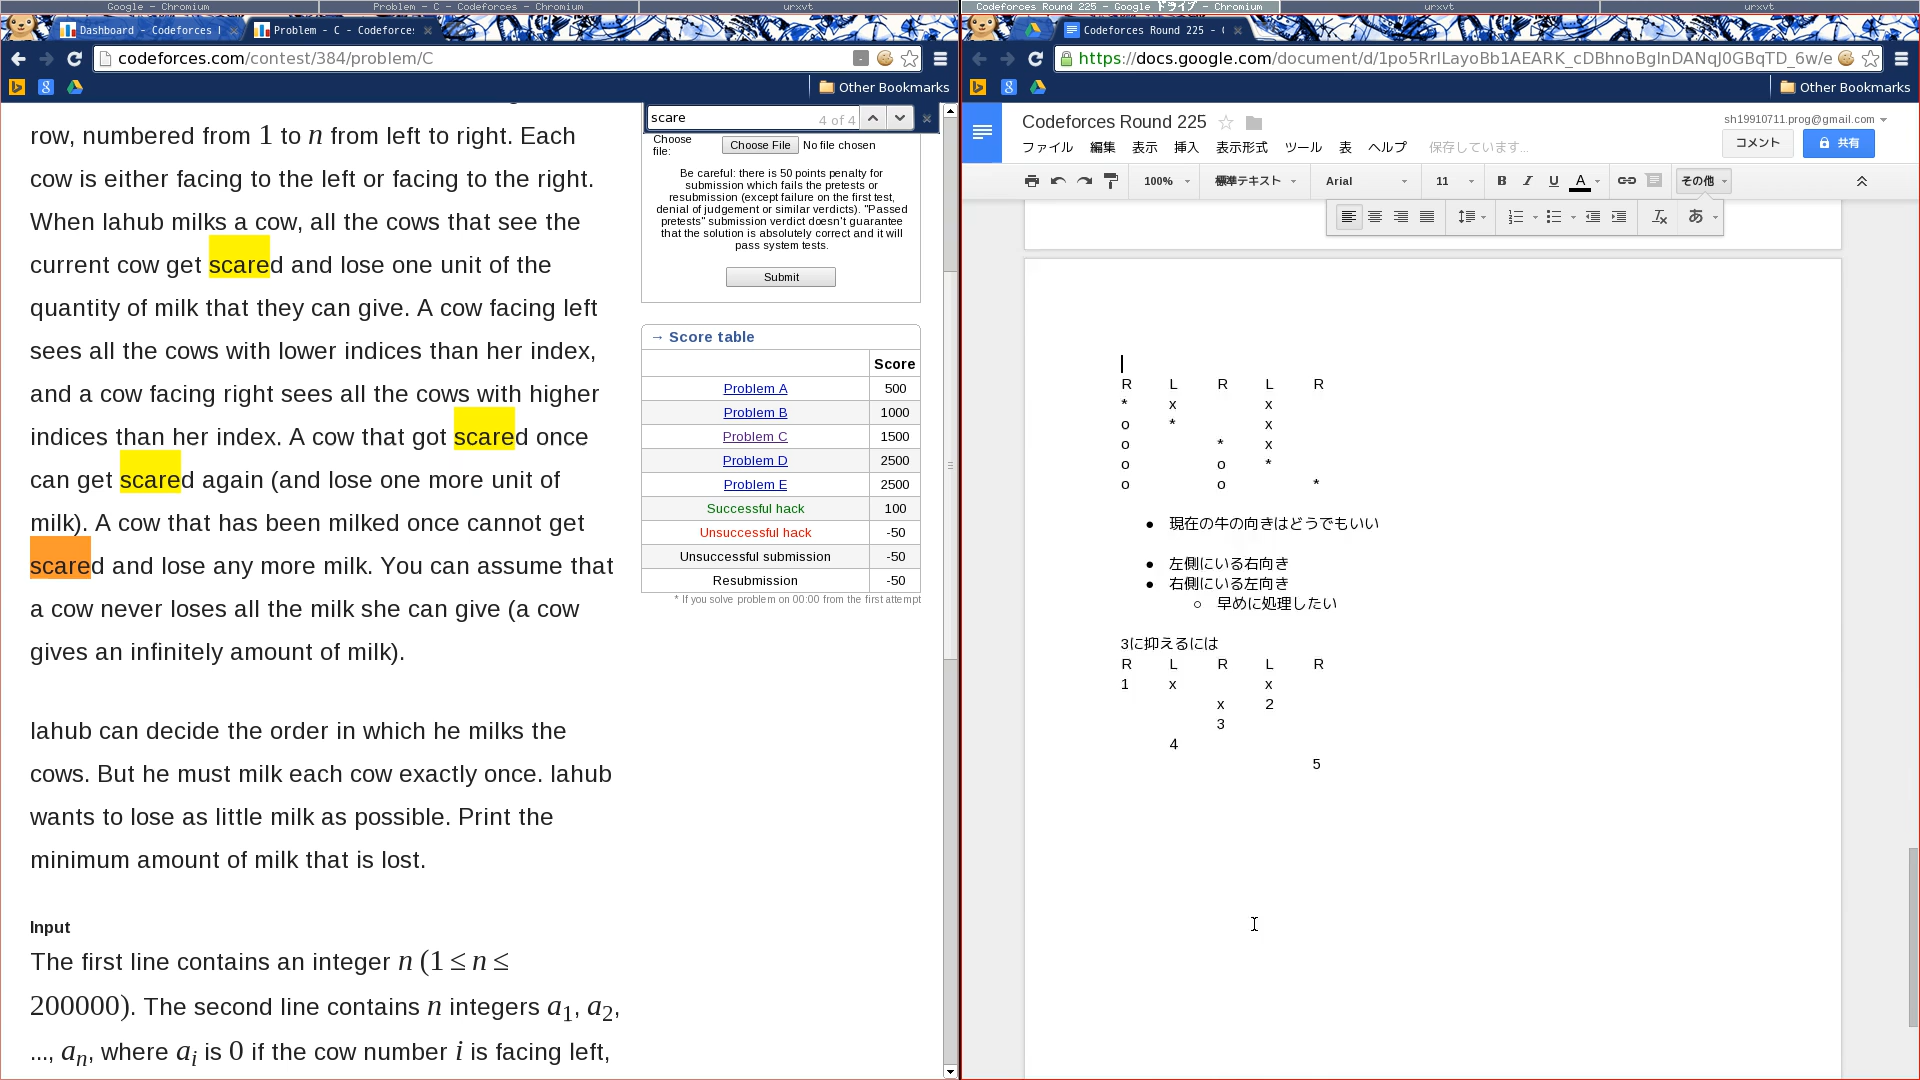 Google - Chromium
Problem - C - Codeforces - Chromium
urxvt
Dashboard - Codeforces
Problem - C - Codeforces
codeforces.com/contest/384/problem/C
Other Bookmarks
scare
4 of 4
row, numbered from 1 to n from left to right. Each
cow is either facing to the left or facing to the right.
When Iahub milks a cow, all the cows that see the
current cow get scared and lose one unit of the
quantity of milk that they can give. A cow facing left
sees all the cows with lower indices than her index,
and a cow facing right sees all the cows with higher
indices than her index. A cow that got scared once
can get scared again (and lose one more unit of
milk). A cow that has been milked once cannot get
scared and lose any more milk. You can assume that
a cow never loses all the milk she can give (a cow
gives an infinitely amount of milk).
Iahub can decide the order in which he milks the
cows. But he must milk each cow exactly once. Iahub
wants to lose as little milk as possible. Print the
minimum amount of milk that is lost.
Input
The first line contains an integer n (1 ≤ n ≤
200000). The second line contains n integers a1, a2,
..., an, where ai is 0 if the cow number i is facing left,
Choose file:
Choose File No file chosen
Be careful: there is 50 points penalty for
submission which fails the pretests or
resubmission (except failure on the first test,
denial of judgement or similar verdicts). "Passed
pretests" submission verdict doesn't guarantee
that the solution is absolutely correct and it will
pass system tests.
Submit
→ Score table
Score
Problem A 500
Problem B 1000
Problem C 1500
Problem D 2500
Problem E 2500
Successful hack 100
Unsuccessful hack -50
Unsuccessful submission -50
Resubmission -50
* If you solve problem on 00:00 from the first attempt
Codeforces Round 225 - Google ドライブ - Chromium
urxvt
urxvt
Codeforces Round 225 - (
https://docs.google.com/document/d/1po5RrlLayoBb1AEARK_cDBhnoBglnDANqJ0GBqTD_6w/e
Other Bookmarks
Codeforces Round 225
sh19910711.prog@gmail.com
ファイル 編集 表示 挿入 表示形式 ツール 表 ヘルプ 保存しています...
コメント
共有
100% 標準テキスト Arial 11 B I U A その他
あ
R L R L R
* x x
o * x
o * x
o o *
o o *
● 現在の牛の向きはどうでもいい
● 左側にいる右向き
● 右側にいる左向き
○ 早めに処理したい
3に抑えるには
R L R L R
1 x x
x 2
3
4
5